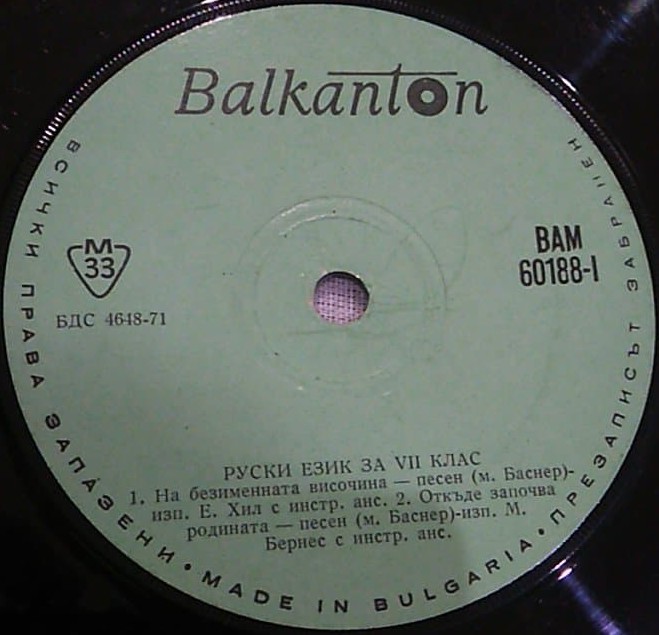 Balkanton
M
33
БДС 4648-71
ВАМ
60188-I
РУСКИ ЕЗИК ЗА VII КЛАС
1. На безименната височина — песен (м. Баснер)-
изп. Е. Хил с инстр. анс. 2. Откъде започва
родината — песен (м. Баснер)-изп. М.
Бернес с инстр. анс.
ВСИЧКИ ПРАВА ЗАПАЗЕНИ • MADE IN BULGARIA • ПРЕЗАПИСЪТ ЗАБРАНЕН